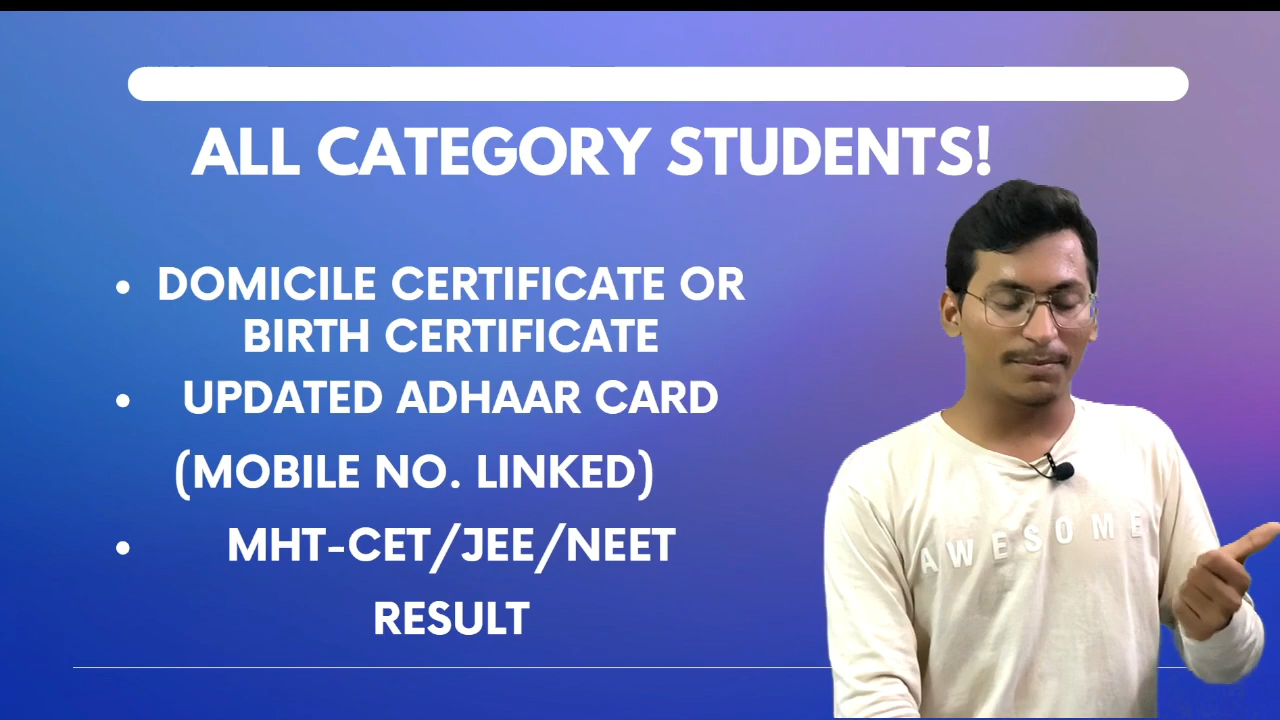 ALL CATEGORY STUDENTS!
• DOMICILE CERTIFICATE OR
BIRTH CERTIFICATE
• UPDATED ADHAAR CARD
(MOBILE NO. LINKED)
• MHT-CET/JEE/NEET
RESULT
AWESOME